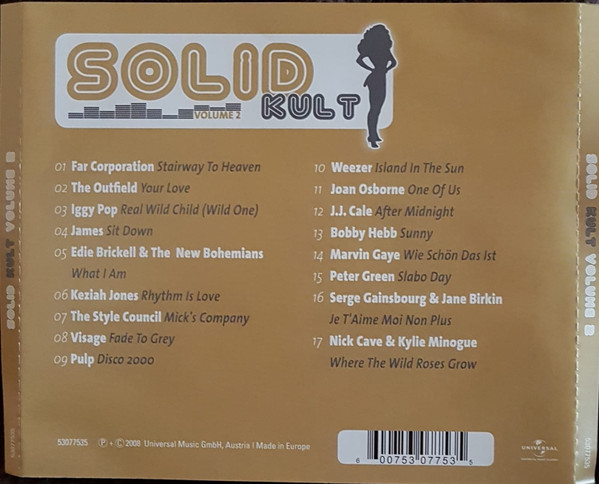 SOLID
VOLUME 2
KULT
01 Far Corporation Stairway To Heaven
02 The Outfield Your Love
03 Iggy Pop Real Wild Child (Wild One)
04 James Sit Down
05 Edie Brickell & The New Bohemians
What I Am
06 Keziah Jones Rhythm Is Love
07 The Style Council Mick's Company
08 Visage Fade To Grey
09 Pulp Disco 2000
10 Weezer Island In The Sun
11 Joan Osborne One Of Us
12 J.J. Cale After Midnight
13 Bobby Hebb Sunny
14 Marvin Gaye Wie Schön Das Ist
15 Peter Green Slabo Day
16 Serge Gainsbourg & Jane Birkin
Je T'Aime Moi Non Plus
17 Nick Cave & Kylie Minogue
Where The Wild Roses Grow
53077535 ℗ + © 2008 Universal Music GmbH, Austria | Made in Europe
6 00753 07753 5
UNIVERSAL
SOLID KULT VOLUME 2
SOLID KULT VOLUME 2
53077535